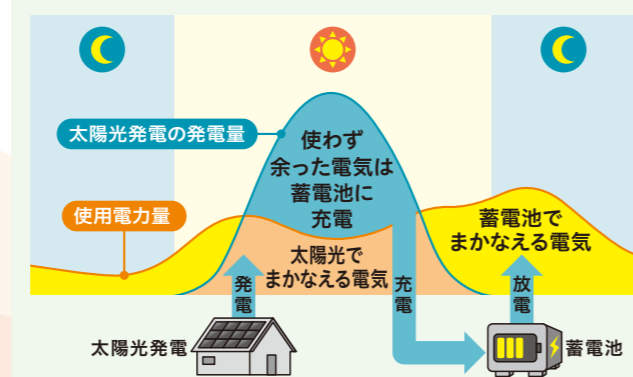 太陽光発電の発電量
使わず
余った電気は
蓄電池に
充電
使用電力量
蓄電池で
まかなえる電気
太陽光で
まかなえる電気
発電
充電
放電
太陽光発電
蓄電池